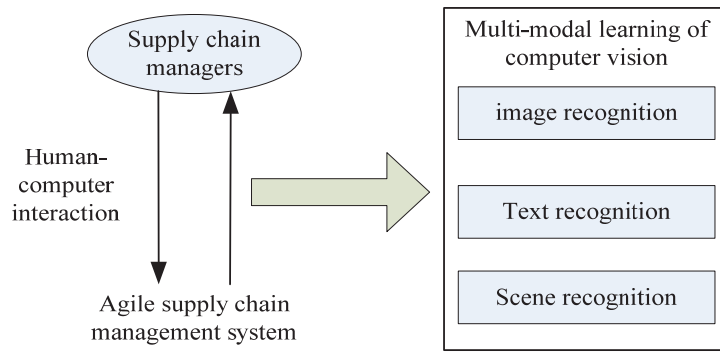 Supply chain
managers
Human-
computer
interaction
Agile supply chain
management system
Multi-modal learning of
computer vision
image recognition
Text recognition
Scene recognition